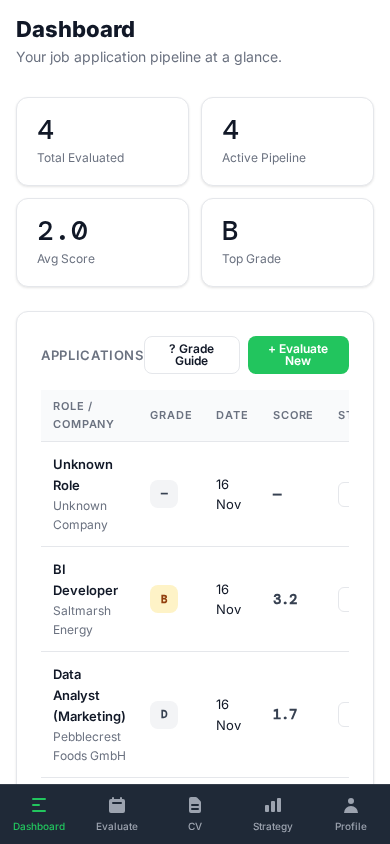 Dashboard
Your job application pipeline at a glance.
4
Total Evaluated
4
Active Pipeline
2.0
Avg Score
B
Top Grade
APPLICATIONS
? Grade
Guide
+ Evaluate
New
ROLE /
COMPANY
GRADE
DATE
SCORE
ST
Unknown
Role
Unknown
Company
—
16
Nov
—
BI
Developer
Saltmarsh
Energy
B
16
Nov
3.2
Data
Analyst
(Marketing)
Pebblecrest
Foods GmbH
D
16
Nov
1.7
Dashboard
Evaluate
CV
Strategy
Profile